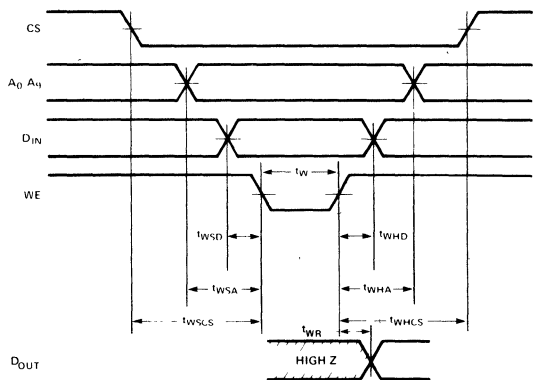 CS
A0 A9
DIN
tW
WE
tWSD
tWHD
tWSA
tWHA
tWSCS
tWHCS
tWR
HIGH Z
DOUT